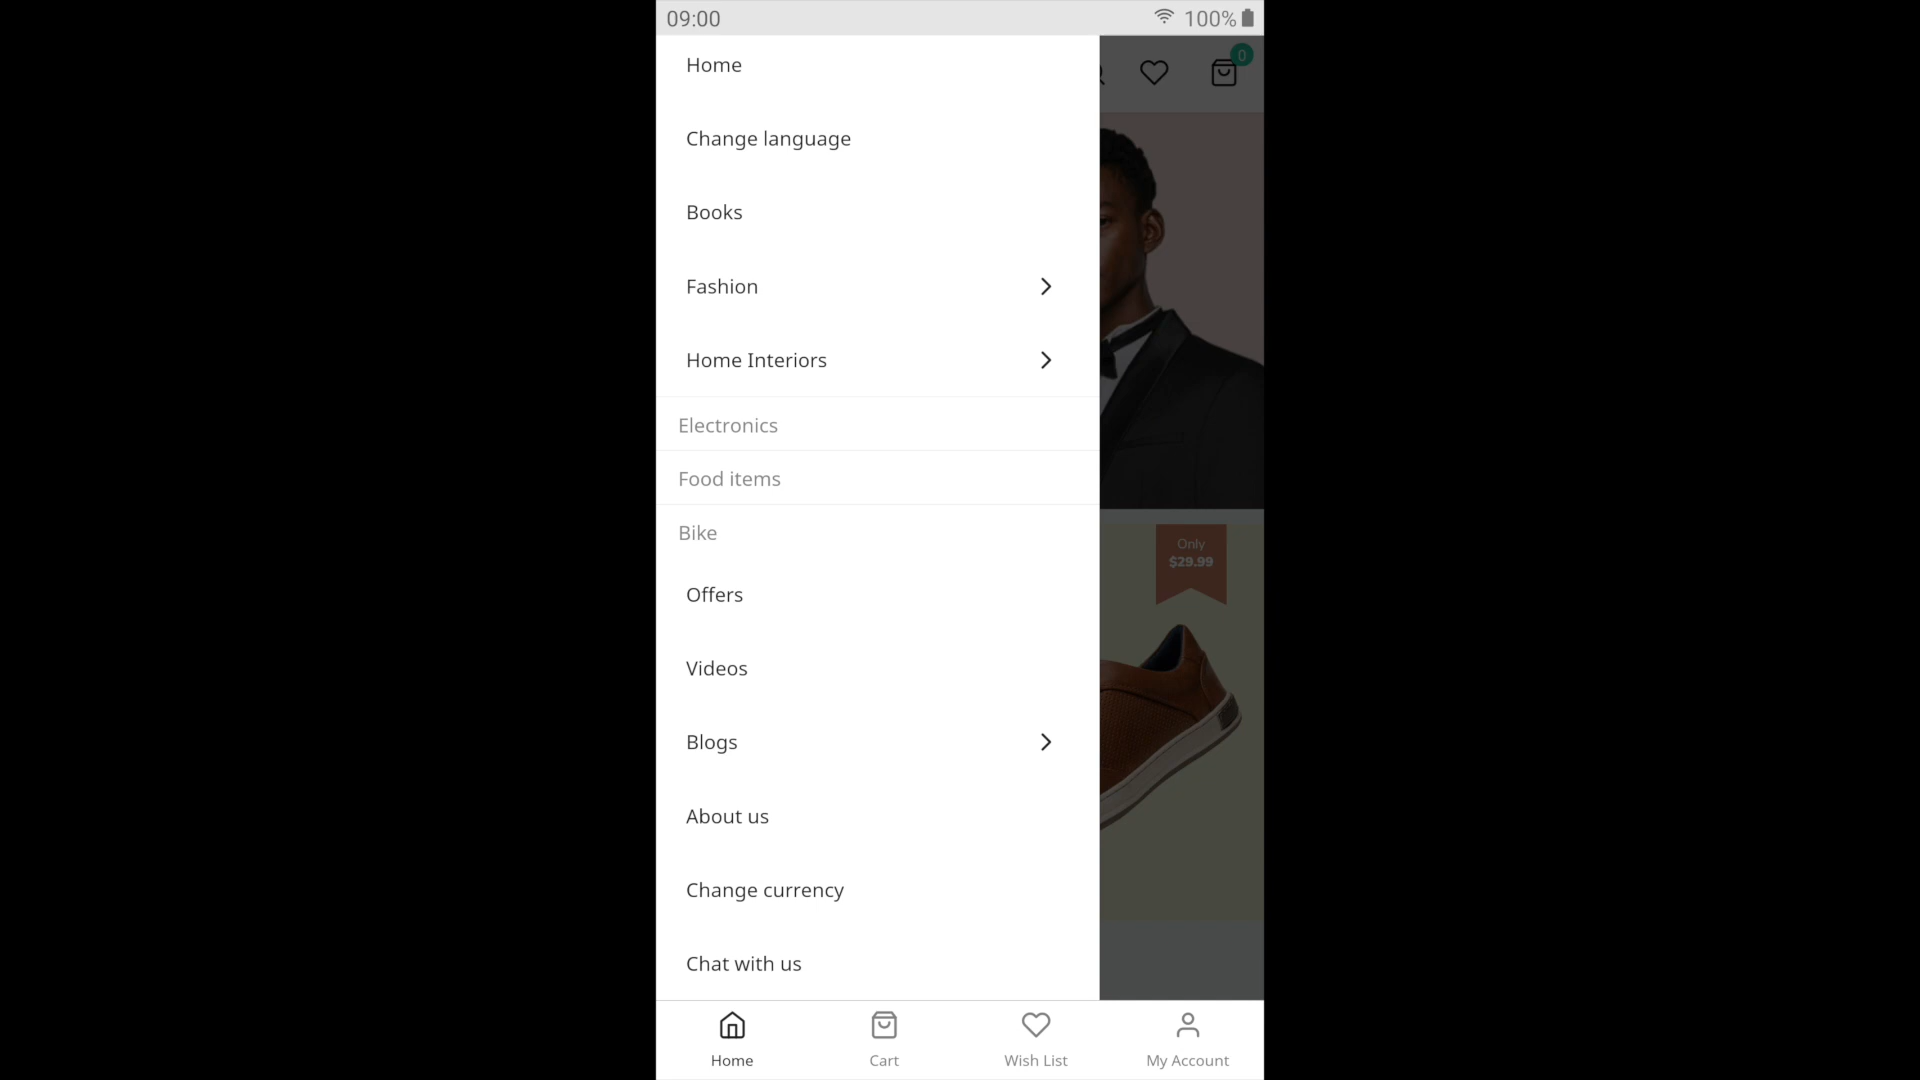 09:00
100%
0
Home
Change language
Books
Fashion
Home Interiors
Electronics
Food items
Bike
Only
$29.99
Offers
Videos
Blogs
About us
Change currency
Chat with us
Home
Cart
Wish List
My Account